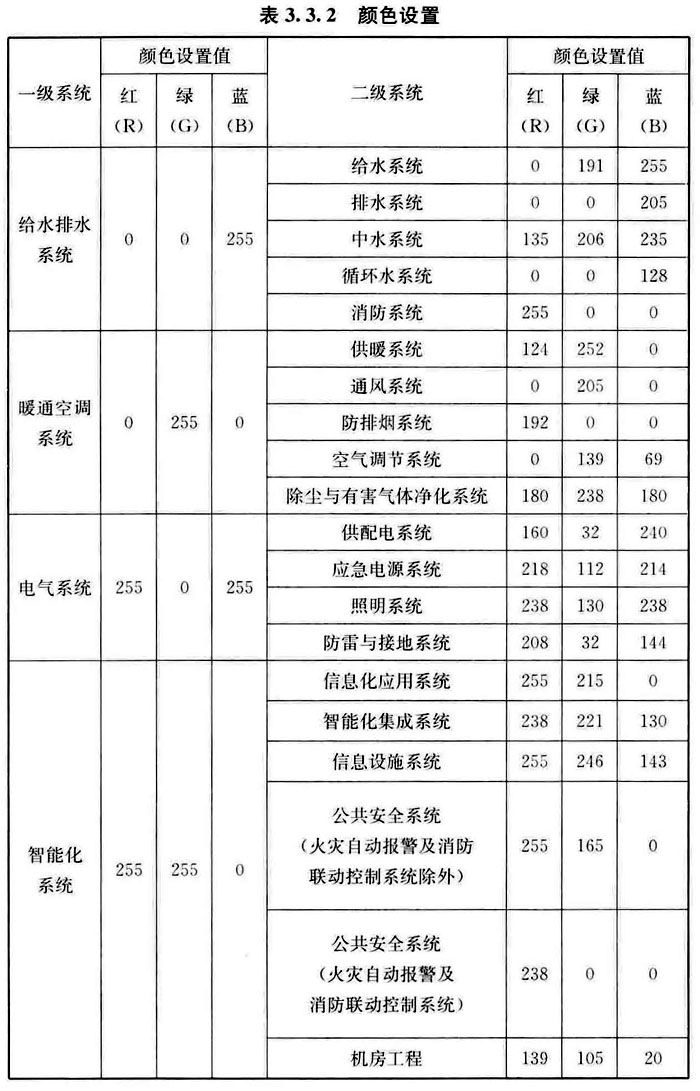 表 3.3.2 颜色设置
一级系统 颜色设置值 二级系统 颜色设置值
红(R) 绿(G) 蓝(B) 红(R) 绿(G) 蓝(B)
给水排水系统 0 0 255 给水系统 0 191 255
排水系统 0 0 205
中水系统 135 206 235
循环水系统 0 0 128
消防系统 255 0 0
暖通空调系统 0 255 0 供暖系统 124 252 0
通风系统 0 205 0
防排烟系统 192 0 0
空气调节系统 0 139 69
除尘与有害气体净化系统 180 238 180
电气系统 255 0 255 供配电系统 160 32 240
应急电源系统 218 112 214
照明系统 238 130 238
防雷与接地系统 208 32 144
智能化系统 255 255 0 信息化应用系统 255 215 0
智能化集成系统 238 221 130
信息设施系统 255 246 143
公共安全系统
(火灾自动报警及消防
联动控制系统除外) 255 165 0
公共安全系统
(火灾自动报警及
消防联动控制系统) 238 0 0
机房工程 139 105 20